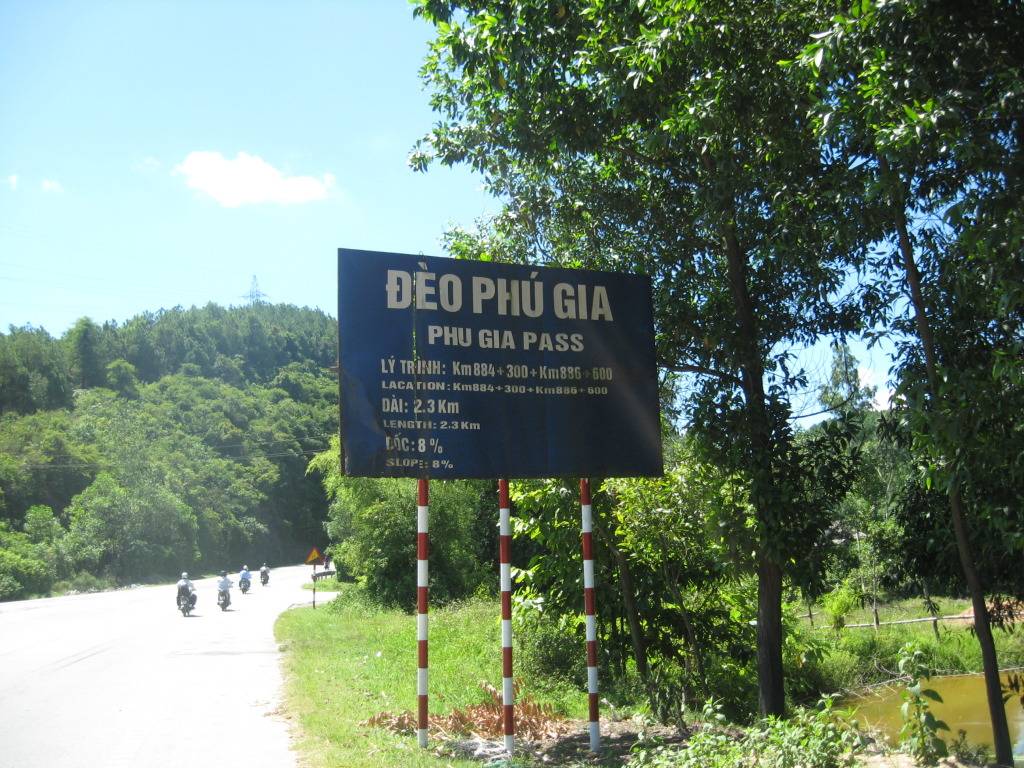 ĐÈO PHÚ GIA
PHU GIA PASS
LÝ TRÌNH: Km884+300+Km886+600
LACATION: Km884+300+Km886+600
DÀI: 2.3 Km
LENGTH: 2.3 Km
DỐC: 8 %
SLOPE: 8%